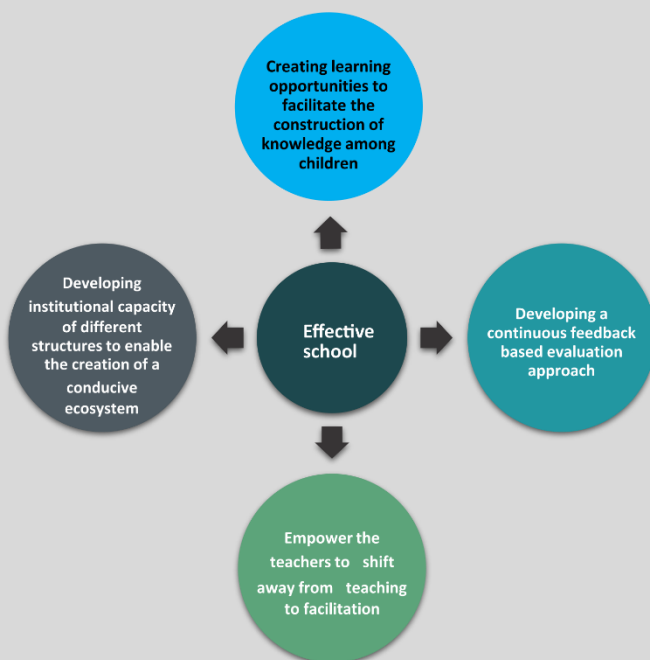 Creating learning
opportunities to
facilitate the
construction of
knowledge among
children
Developing
institutional capacity
of different
structures to enable
the creation of a
conducive
ecosystem
Effective
school
Developing a
continuous feedback
based evaluation
approach
Empower the
teachers to shift
away from teaching
to facilitation